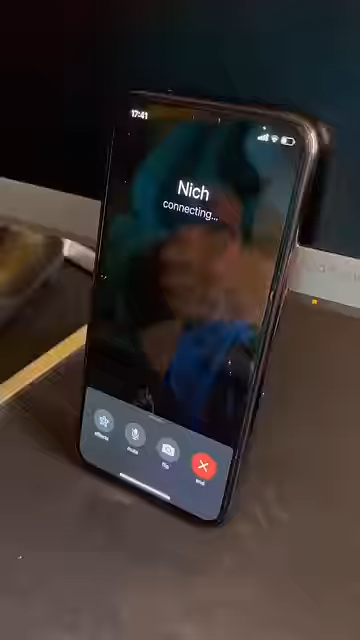 17:41
Nich
connecting...
effects
mute
flip
end